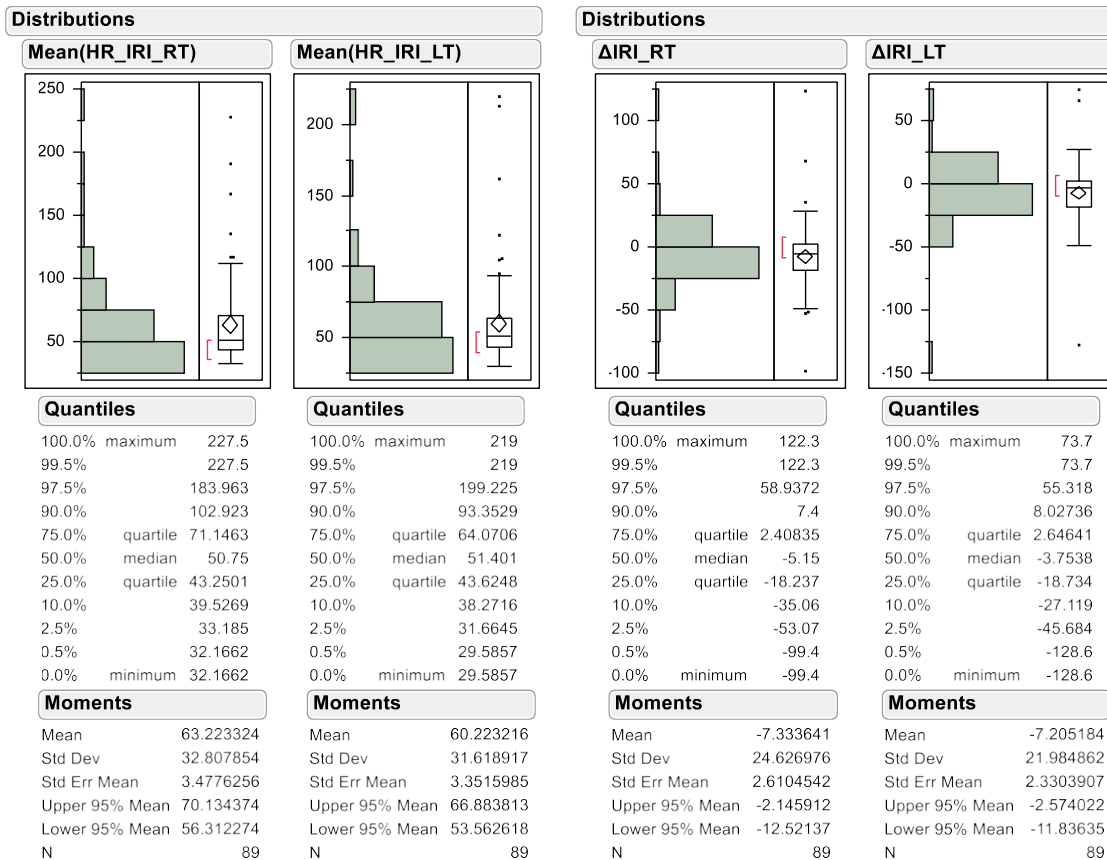 Distributions
Mean(HR_IRI_RT)
250
200
150
100
50
Quantiles
100.0% maximum 227.5
99.5% 227.5
97.5% 183.963
90.0% 102.923
75.0% quartile 71.1463
50.0% median 50.75
25.0% quartile 43.2501
10.0% 39.5269
2.5% 33.185
0.5% 32.1662
0.0% minimum 32.1662
Moments
Mean 63.223324
Std Dev 32.807854
Std Err Mean 3.4776256
Upper 95% Mean 70.134374
Lower 95% Mean 56.312274
N 89
Mean(HR_IRI_LT)
200
150
100
50
Quantiles
100.0% maximum 219
99.5% 219
97.5% 199.225
90.0% 93.3529
75.0% quartile 64.0706
50.0% median 51.401
25.0% quartile 43.6248
10.0% 38.2716
2.5% 31.6645
0.5% 29.5857
0.0% minimum 29.5857
Moments
Mean 60.223216
Std Dev 31.618917
Std Err Mean 3.3515985
Upper 95% Mean 66.883813
Lower 95% Mean 53.562618
N 89
Distributions
ΔIRI_RT
100
50
0
-50
-100
Quantiles
100.0% maximum 122.3
99.5% 122.3
97.5% 58.9372
90.0% 7.4
75.0% quartile 2.40835
50.0% median -5.15
25.0% quartile -18.237
10.0% -35.06
2.5% -53.07
0.5% -99.4
0.0% minimum -99.4
Moments
Mean -7.333641
Std Dev 24.626976
Std Err Mean 2.6104542
Upper 95% Mean -2.145912
Lower 95% Mean -12.52137
N 89
ΔIRI_LT
50
0
-50
-100
-150
Quantiles
100.0% maximum 73.7
99.5% 73.7
97.5% 55.318
90.0% 8.02736
75.0% quartile 2.64641
50.0% median -3.7538
25.0% quartile -18.734
10.0% -27.119
2.5% -45.684
0.5% -128.6
0.0% minimum -128.6
Moments
Mean -7.205184
Std Dev 21.984862
Std Err Mean 2.3303907
Upper 95% Mean -2.574022
Lower 95% Mean -11.83635
N 89